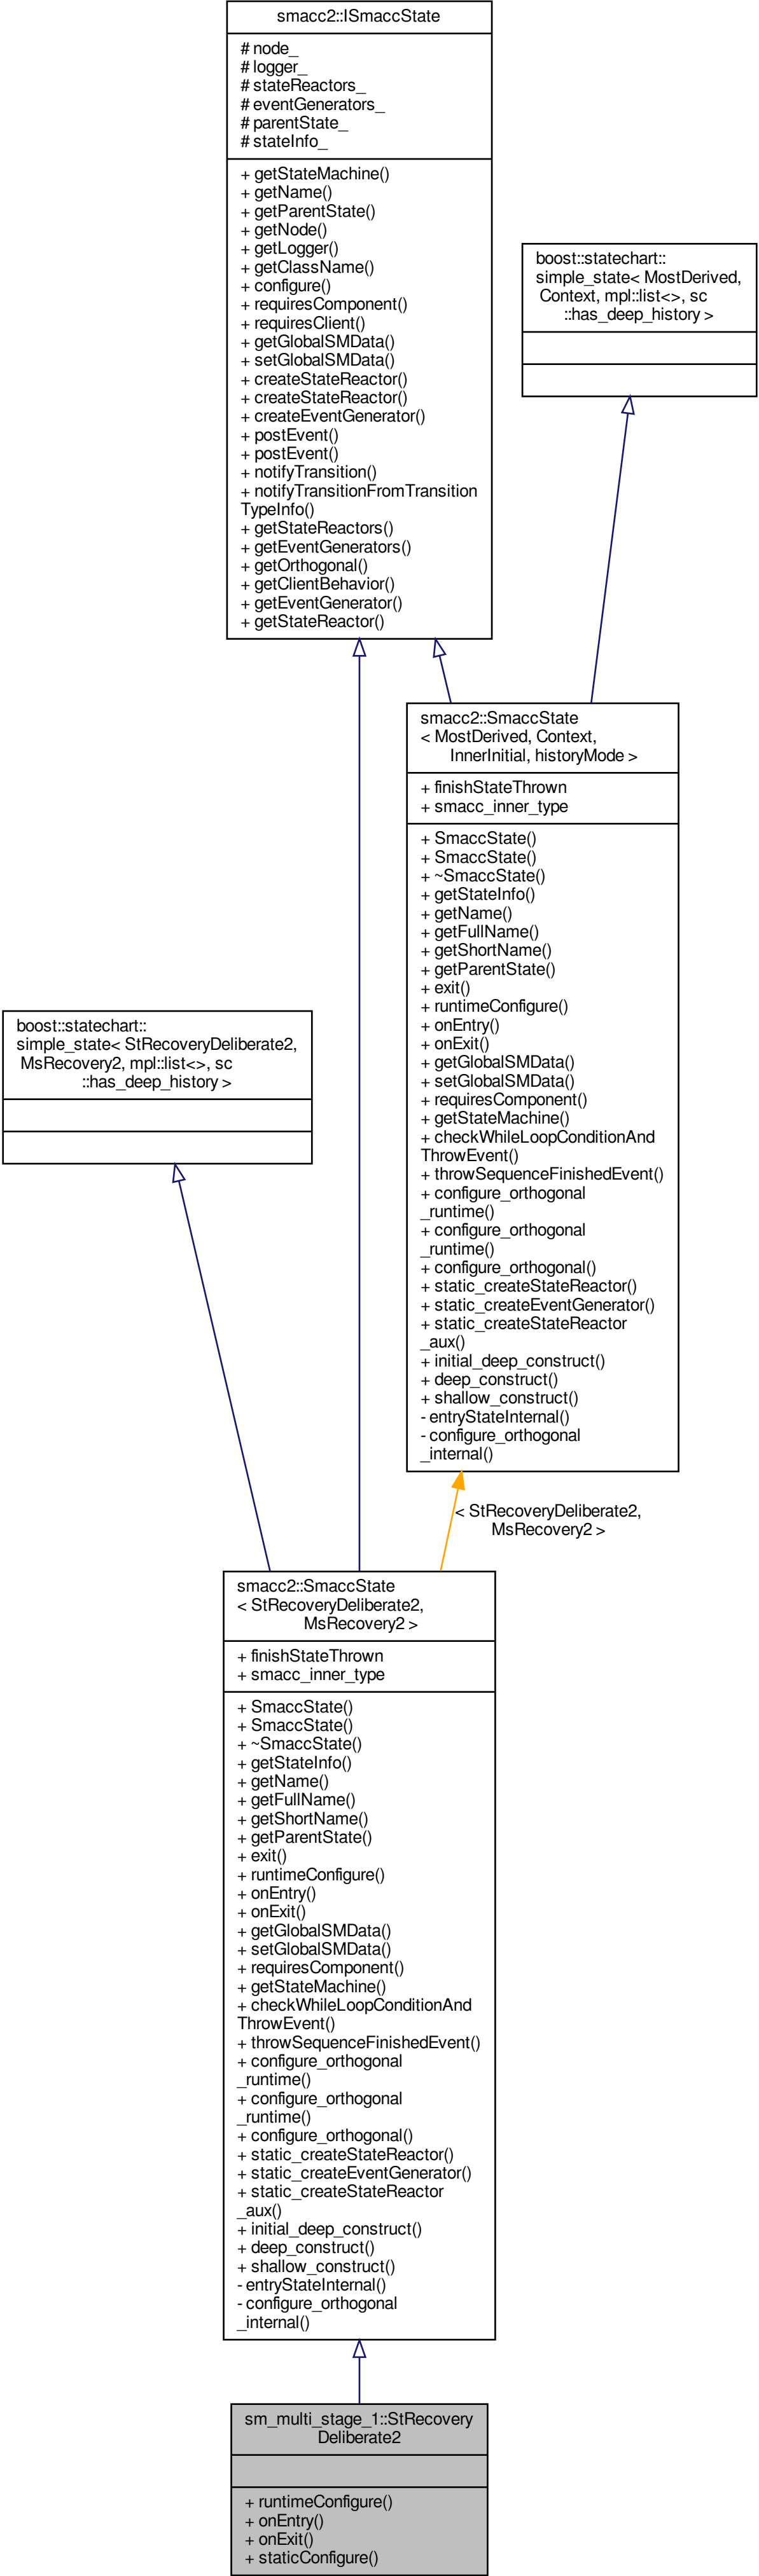 smacc2::ISmaccState
# node_
# logger_
# stateReactors_
# eventGenerators_
# parentState_
# stateInfo_
+ getStateMachine()
+ getName()
+ getParentState()
+ getNode()
+ getLogger()
+ getClassName()
+ configure()
+ requiresComponent()
+ requiresClient()
+ getGlobalSMData()
+ setGlobalSMData()
+ createStateReactor()
+ createStateReactor()
+ createEventGenerator()
+ postEvent()
+ postEvent()
+ notifyTransition()
+ notifyTransitionFromTransition
TypeInfo()
+ getStateReactors()
+ getEventGenerators()
+ getOrthogonal()
+ getClientBehavior()
+ getEventGenerator()
+ getStateReactor()
boost::statechart::
simple_state< MostDerived,
Context, mpl::list<>, sc
::has_deep_history >
smacc2::SmaccState
< MostDerived, Context,
InnerInitial, historyMode >
+ finishStateThrown
+ smacc_inner_type
+ SmaccState()
+ SmaccState()
+ ~SmaccState()
+ getStateInfo()
+ getName()
+ getFullName()
+ getShortName()
+ getParentState()
+ exit()
+ runtimeConfigure()
+ onEntry()
+ onExit()
+ getGlobalSMData()
+ setGlobalSMData()
+ requiresComponent()
+ getStateMachine()
+ checkWhileLoopConditionAnd
ThrowEvent()
+ throwSequenceFinishedEvent()
+ configure_orthogonal
_runtime()
+ configure_orthogonal
_runtime()
+ configure_orthogonal()
+ static_createStateReactor()
+ static_createEventGenerator()
+ static_createStateReactor
_aux()
+ initial_deep_construct()
+ deep_construct()
+ shallow_construct()
- entryStateInternal()
- configure_orthogonal
_internal()
boost::statechart::
simple_state< StRecoveryDeliberate2,
MsRecovery2, mpl::list<>, sc
::has_deep_history >
< StRecoveryDeliberate2,
MsRecovery2 >
smacc2::SmaccState
< StRecoveryDeliberate2,
MsRecovery2 >
+ finishStateThrown
+ smacc_inner_type
+ SmaccState()
+ SmaccState()
+ ~SmaccState()
+ getStateInfo()
+ getName()
+ getFullName()
+ getShortName()
+ getParentState()
+ exit()
+ runtimeConfigure()
+ onEntry()
+ onExit()
+ getGlobalSMData()
+ setGlobalSMData()
+ requiresComponent()
+ getStateMachine()
+ checkWhileLoopConditionAnd
ThrowEvent()
+ throwSequenceFinishedEvent()
+ configure_orthogonal
_runtime()
+ configure_orthogonal
_runtime()
+ configure_orthogonal()
+ static_createStateReactor()
+ static_createEventGenerator()
+ static_createStateReactor
_aux()
+ initial_deep_construct()
+ deep_construct()
+ shallow_construct()
- entryStateInternal()
- configure_orthogonal
_internal()
sm_multi_stage_1::StRecovery
Deliberate2
+ runtimeConfigure()
+ onEntry()
+ onExit()
+ staticConfigure()